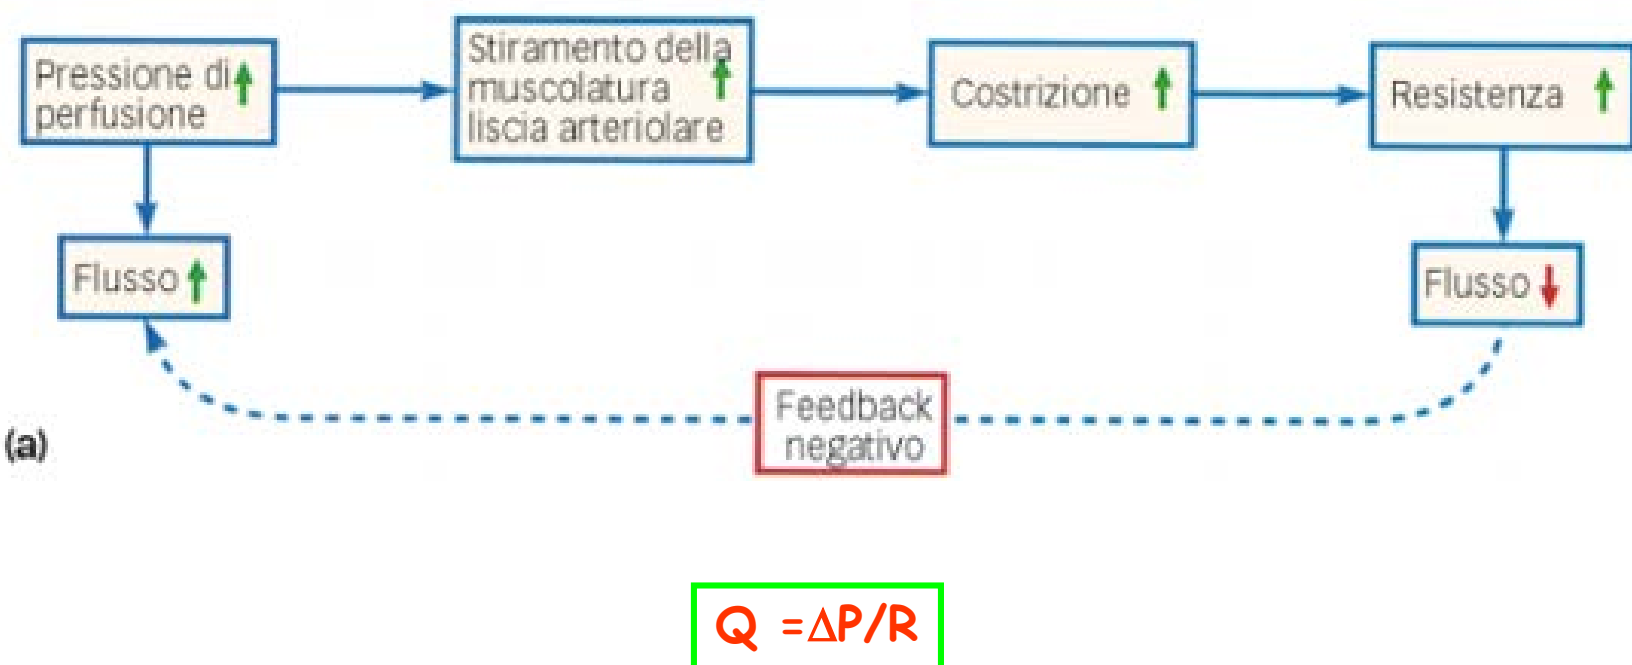 Pressione di
perfusione
Stiramento della
muscolatura
liscia arteriolare
Costrizione
Resistenza
Flusso
Flusso
Feedback
negativo
(a)
Q =ΔP/R